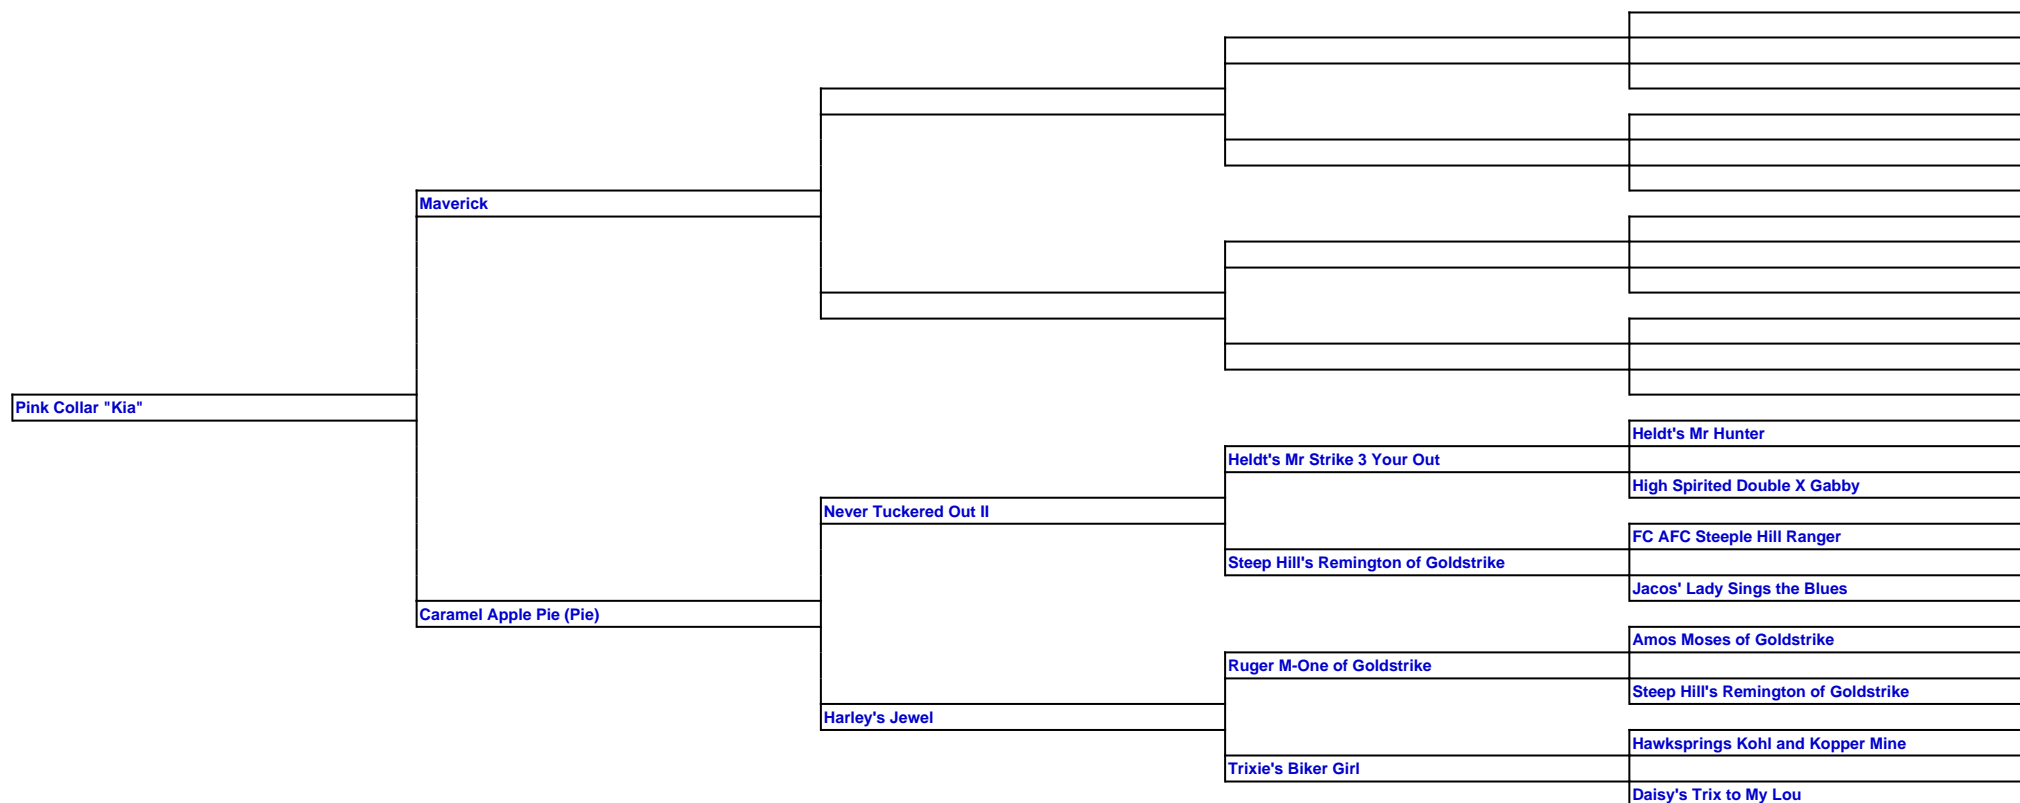 Maverick
Pink Collar "Kia"
Heldt's Mr Hunter
Heldt's Mr Strike 3 Your Out
High Spirited Double X Gabby
Never Tuckered Out II
FC AFC Steeple Hill Ranger
Steep Hill's Remington of Goldstrike
Jacos' Lady Sings the Blues
Caramel Apple Pie (Pie)
Amos Moses of Goldstrike
Ruger M-One of Goldstrike
Steep Hill's Remington of Goldstrike
Harley's Jewel
Hawksprings Kohl and Kopper Mine
Trixie's Biker Girl
Daisy's Trix to My Lou